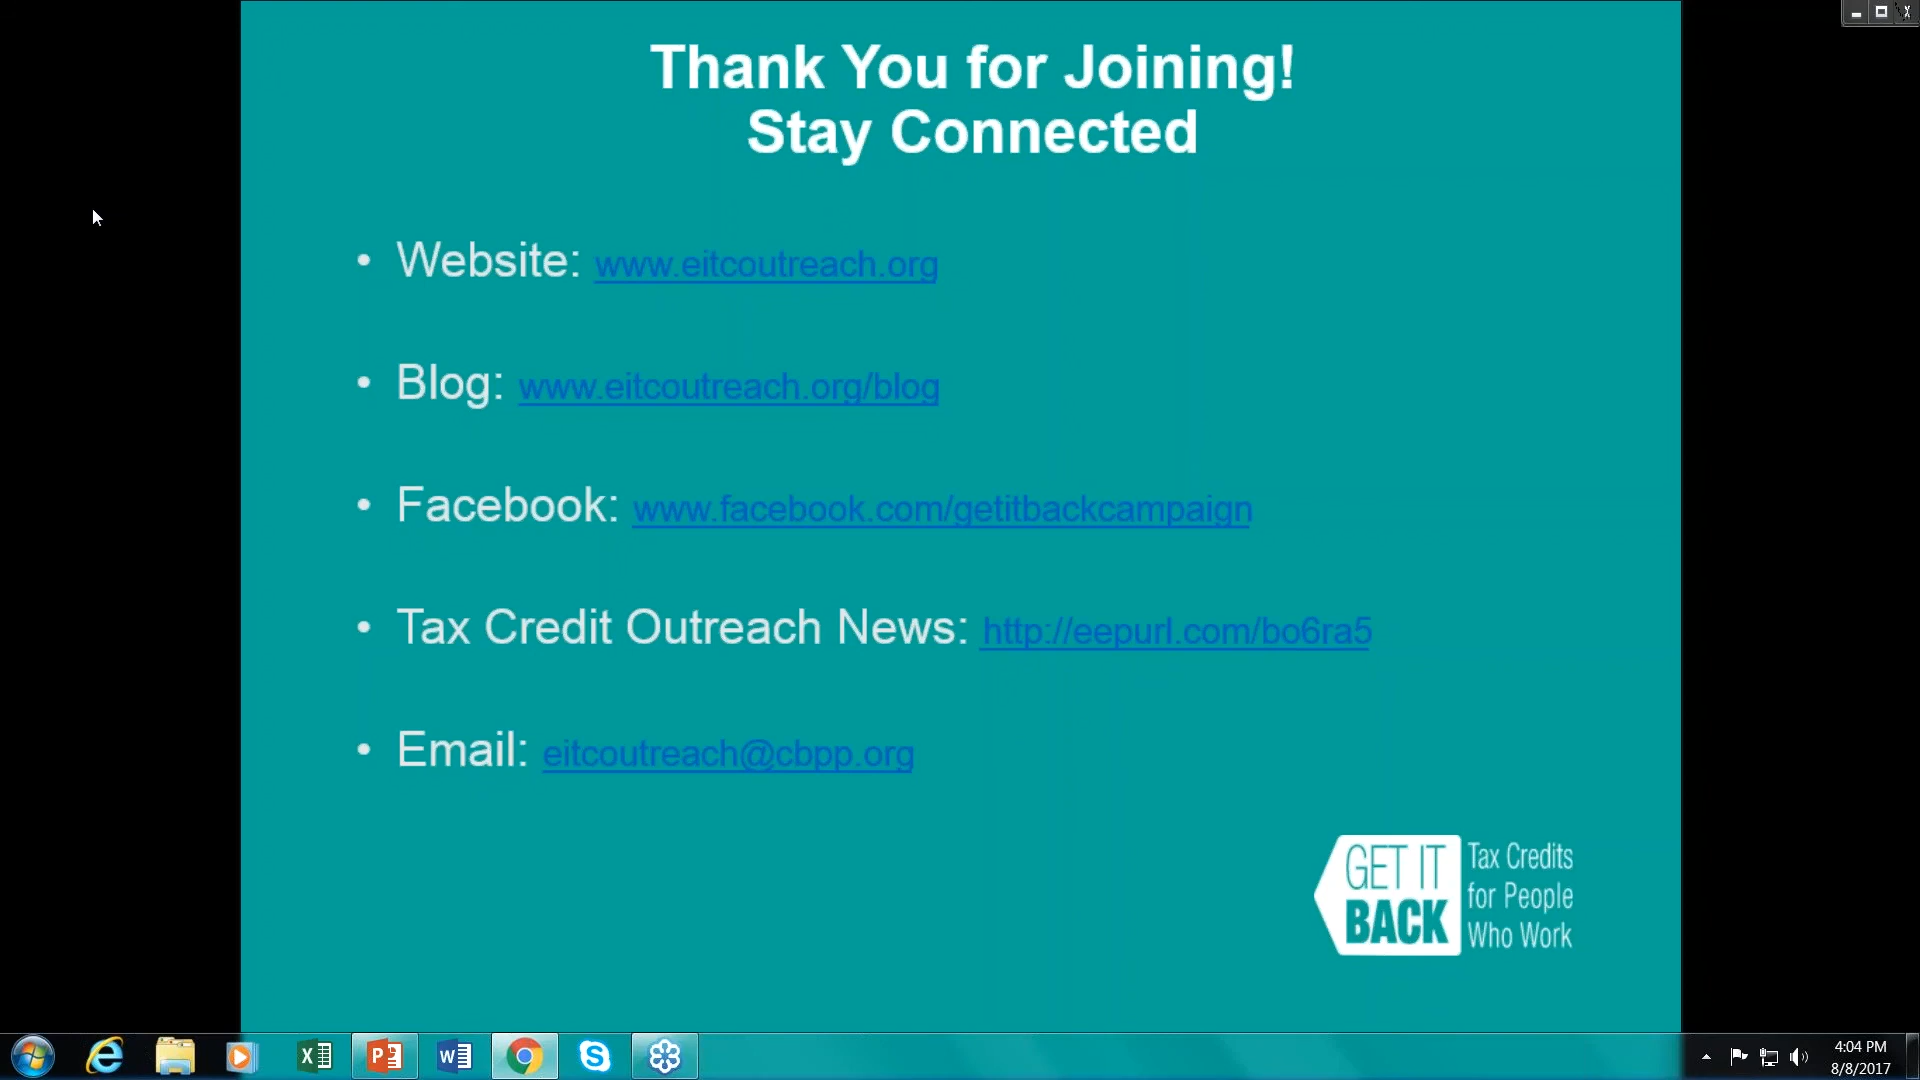 Thank You for Joining!
Stay Connected
• Website: www.eitcoutreach.org
• Blog: www.eitcoutreach.org/blog
• Facebook: www.facebook.com/getitbackcampaign
• Tax Credit Outreach News: http://eepurl.com/bo6ra5
• Email: eitcoutreach@cbpp.org
GET IT
BACK
Tax Credits
for People
Who Work
4:04 PM
8/8/2017